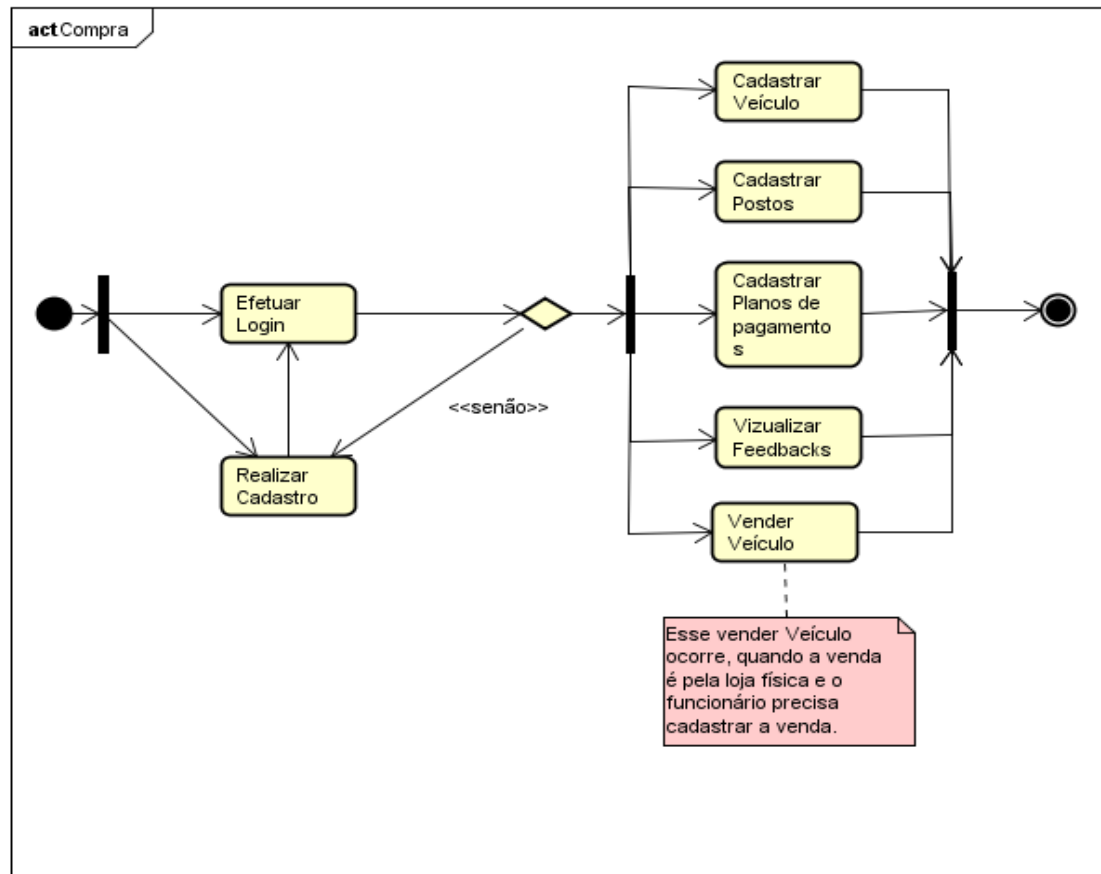 act Compra
Cadastrar
Veículo
Cadastrar
Postos
Cadastrar
Planos de
pagamento
s
Efetuar
Login
<<senão>>
Realizar
Cadastro
Vizualizar
Feedbacks
Vender
Veículo
Esse vender Veículo
ocorre, quando a venda
é pela loja física e o
funcionário precisa
cadastrar a venda.